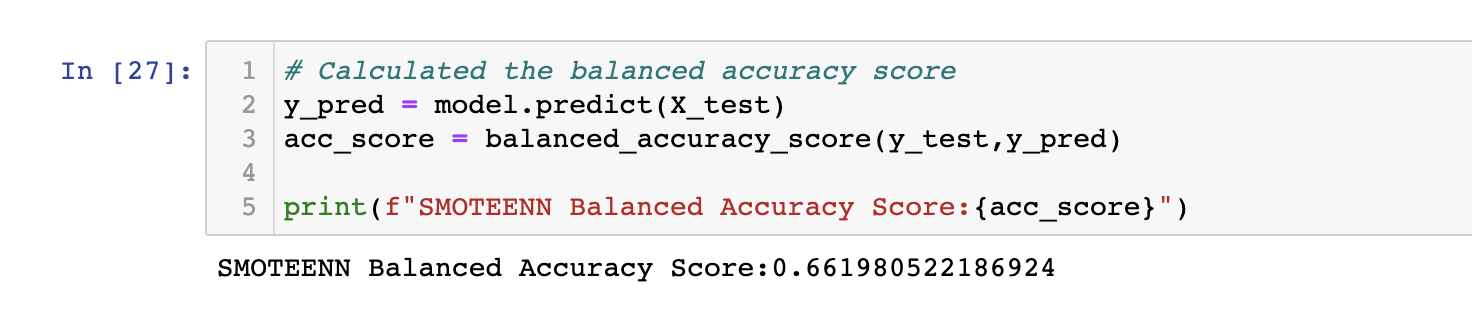 In [27]:
1 # Calculated the balanced accuracy score
2 y_pred = model.predict(X_test)
3 acc_score = balanced_accuracy_score(y_test,y_pred)
4
5 print(f"SMOTEENN Balanced Accuracy Score:{acc_score}")
SMOTEENN Balanced Accuracy Score:0.661980522186924